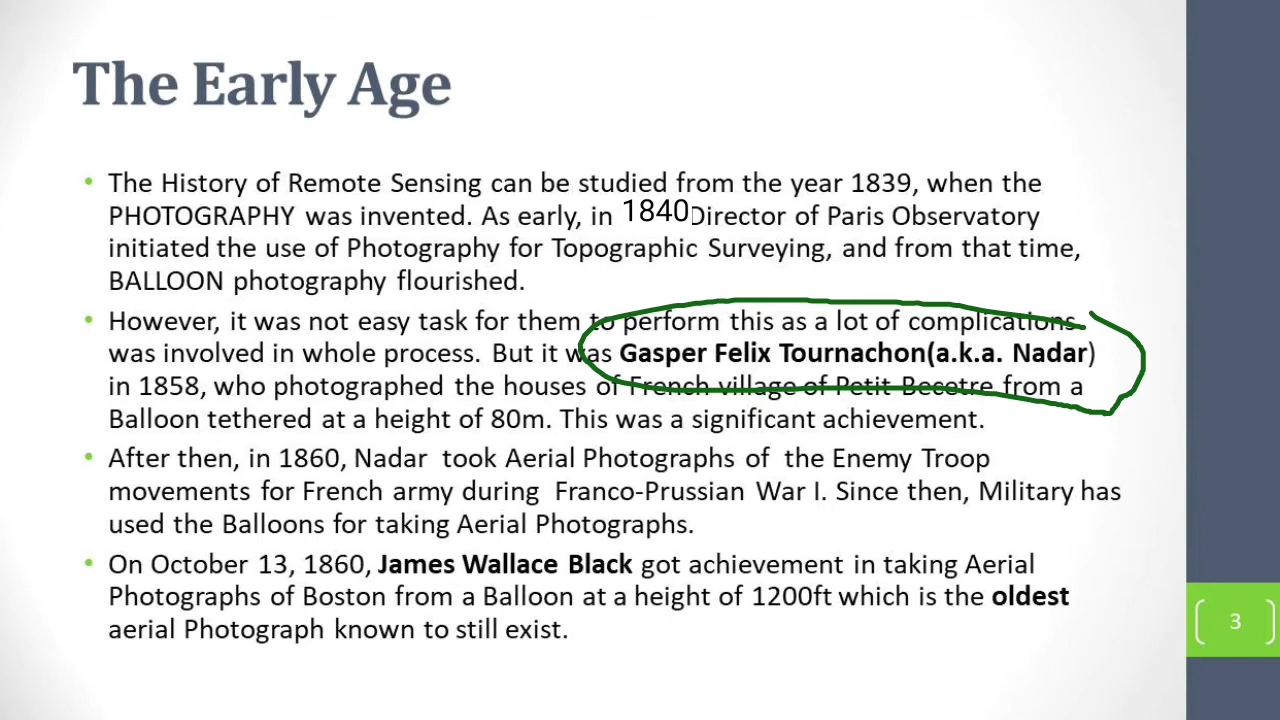 The Early Age
• The History of Remote Sensing can be studied from the year 1839, when the
PHOTOGRAPHY was invented. As early, in 1840 Director of Paris Observatory
initiated the use of Photography for Topographic Surveying, and from that time,
BALLOON photography flourished.
• However, it was not easy task for them to perform this as a lot of complications
was involved in whole process. But it was Gasper Felix Tournachon(a.k.a. Nadar)
in 1858, who photographed the houses of French village of Petit Becetre from a
Balloon tethered at a height of 80m. This was a significant achievement.
• After then, in 1860, Nadar took Aerial Photographs of the Enemy Troop
movements for French army during Franco-Prussian War I. Since then, Military has
used the Balloons for taking Aerial Photographs.
• On October 13, 1860, James Wallace Black got achievement in taking Aerial
Photographs of Boston from a Balloon at a height of 1200ft which is the oldest
aerial Photograph known to still exist.
3